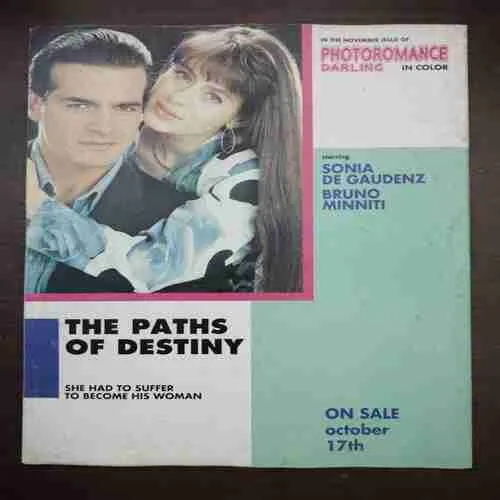 IN THE NOVEMBER ISSUE OF
PHOTOROMANCE
DARLING IN COLOR
starring
SONIA
DE GAUDENZ
BRUNO
MINNITI
THE PATHS
OF DESTINY
SHE HAD TO SUFFER
TO BECOME HIS WOMAN
ON SALE
october
17th